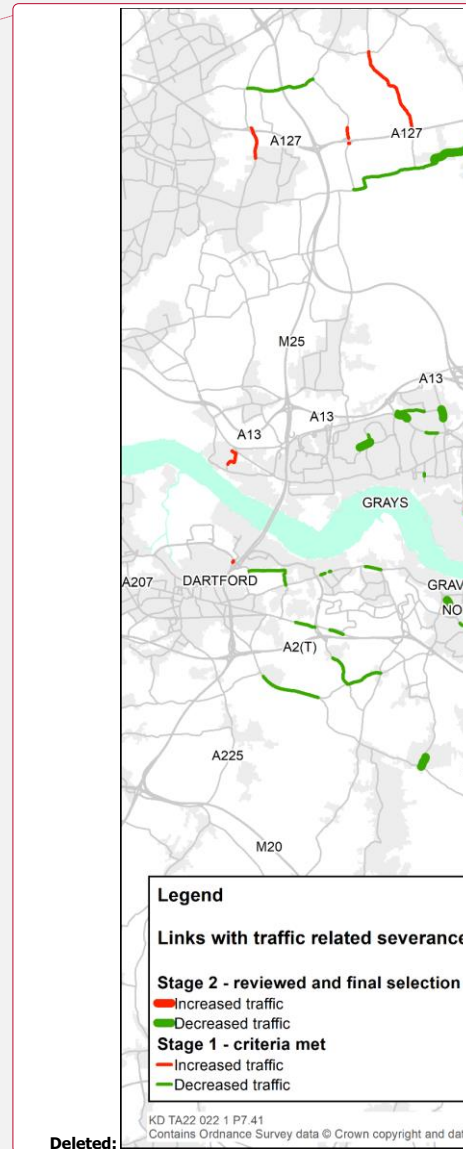 A127
A127
M25
A13
A13
A13
GRAYS
A207
DARTFORD
GRAV
NO
A2(T)
A225
M20
Legend
Links with traffic related severance
Stage 2 - reviewed and final selection
Increased traffic
Decreased traffic
Stage 1 - criteria met
Increased traffic
Decreased traffic
KD TA22 022 1 P7.41
Contains Ordnance Survey data © Crown copyright and dat
Deleted: